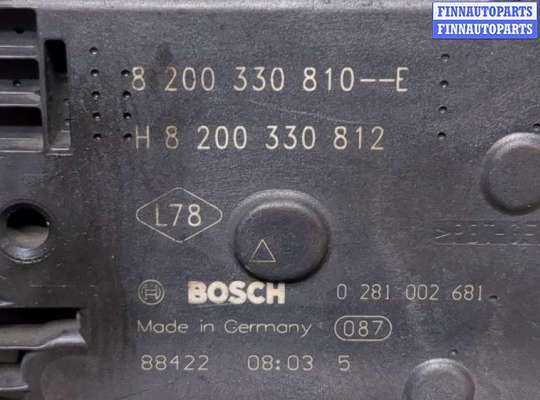 FINNAUTOPARTS
FINNAUTOPARTS
8 200 330 810--E
H 8 200 330 812
L78
BOSCH 0 281 002 681
Made in Germany 087
88422 08:03 5